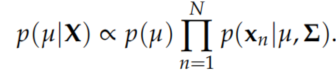 p(μ|X) ∝ p(μ) ∏_{n=1}^{N} p(x_n|μ, Σ).